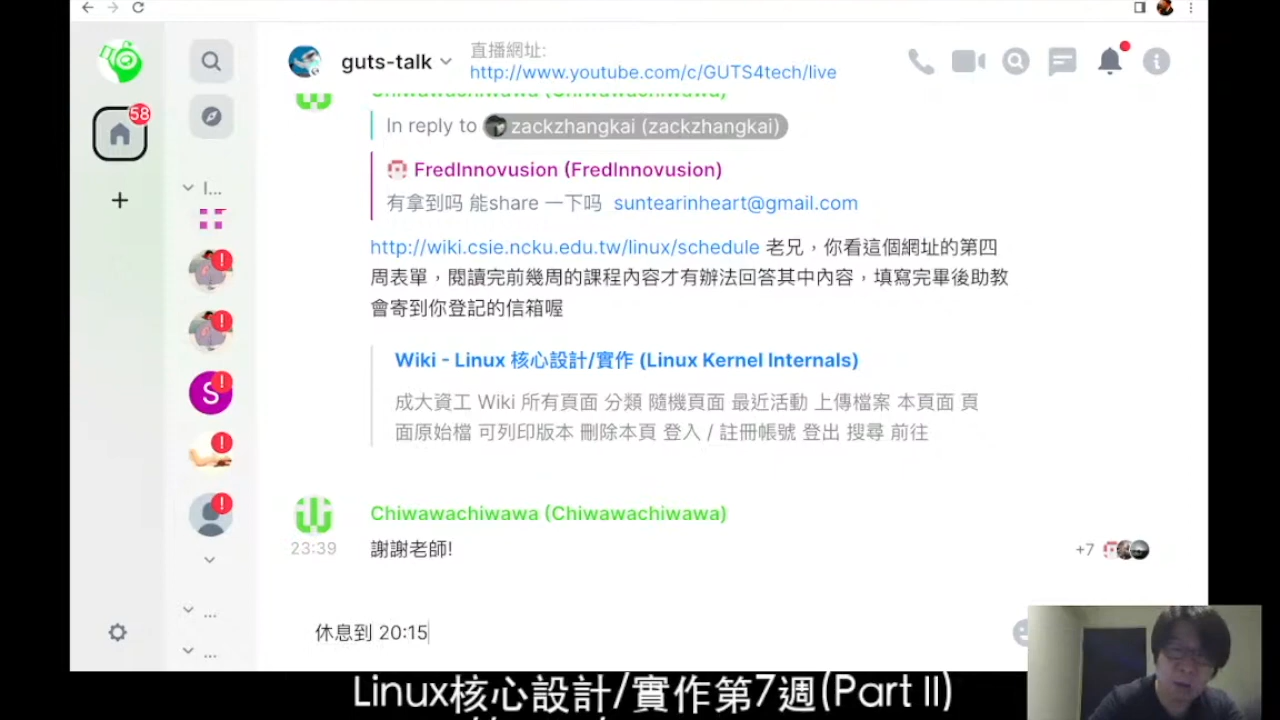 直播網址:
guts-talk
http://www.youtube.com/c/GUTS4tech/live
58
Chiwawachiwawa (Chiwawachiwawa)
In reply to zackzhangkai (zackzhangkai)
I...
FredInnovusion (FredInnovusion)
有拿到吗 能share 一下吗 suntearinheart@gmail.com
http://wiki.csie.ncku.edu.tw/linux/schedule 老兄，你看這個網址的第四
周表單，閱讀完前幾周的課程內容才有辦法回答其中內容，填寫完畢後助教
會寄到你登記的信箱喔
!
!
S !
!
!
Wiki - Linux 核心設計/實作 (Linux Kernel Internals)
成大資工 Wiki 所有頁面 分類 隨機頁面 最近活動 上傳檔案 本頁面 頁
面原始檔 可列印版本 刪除本頁 登入 / 註冊帳號 登出 搜尋 前往
Chiwawachiwawa (Chiwawachiwawa)
23:39 謝謝老師!
+7
...
休息到 20:15
...
Linux核心設計/實作第7週(Part II)